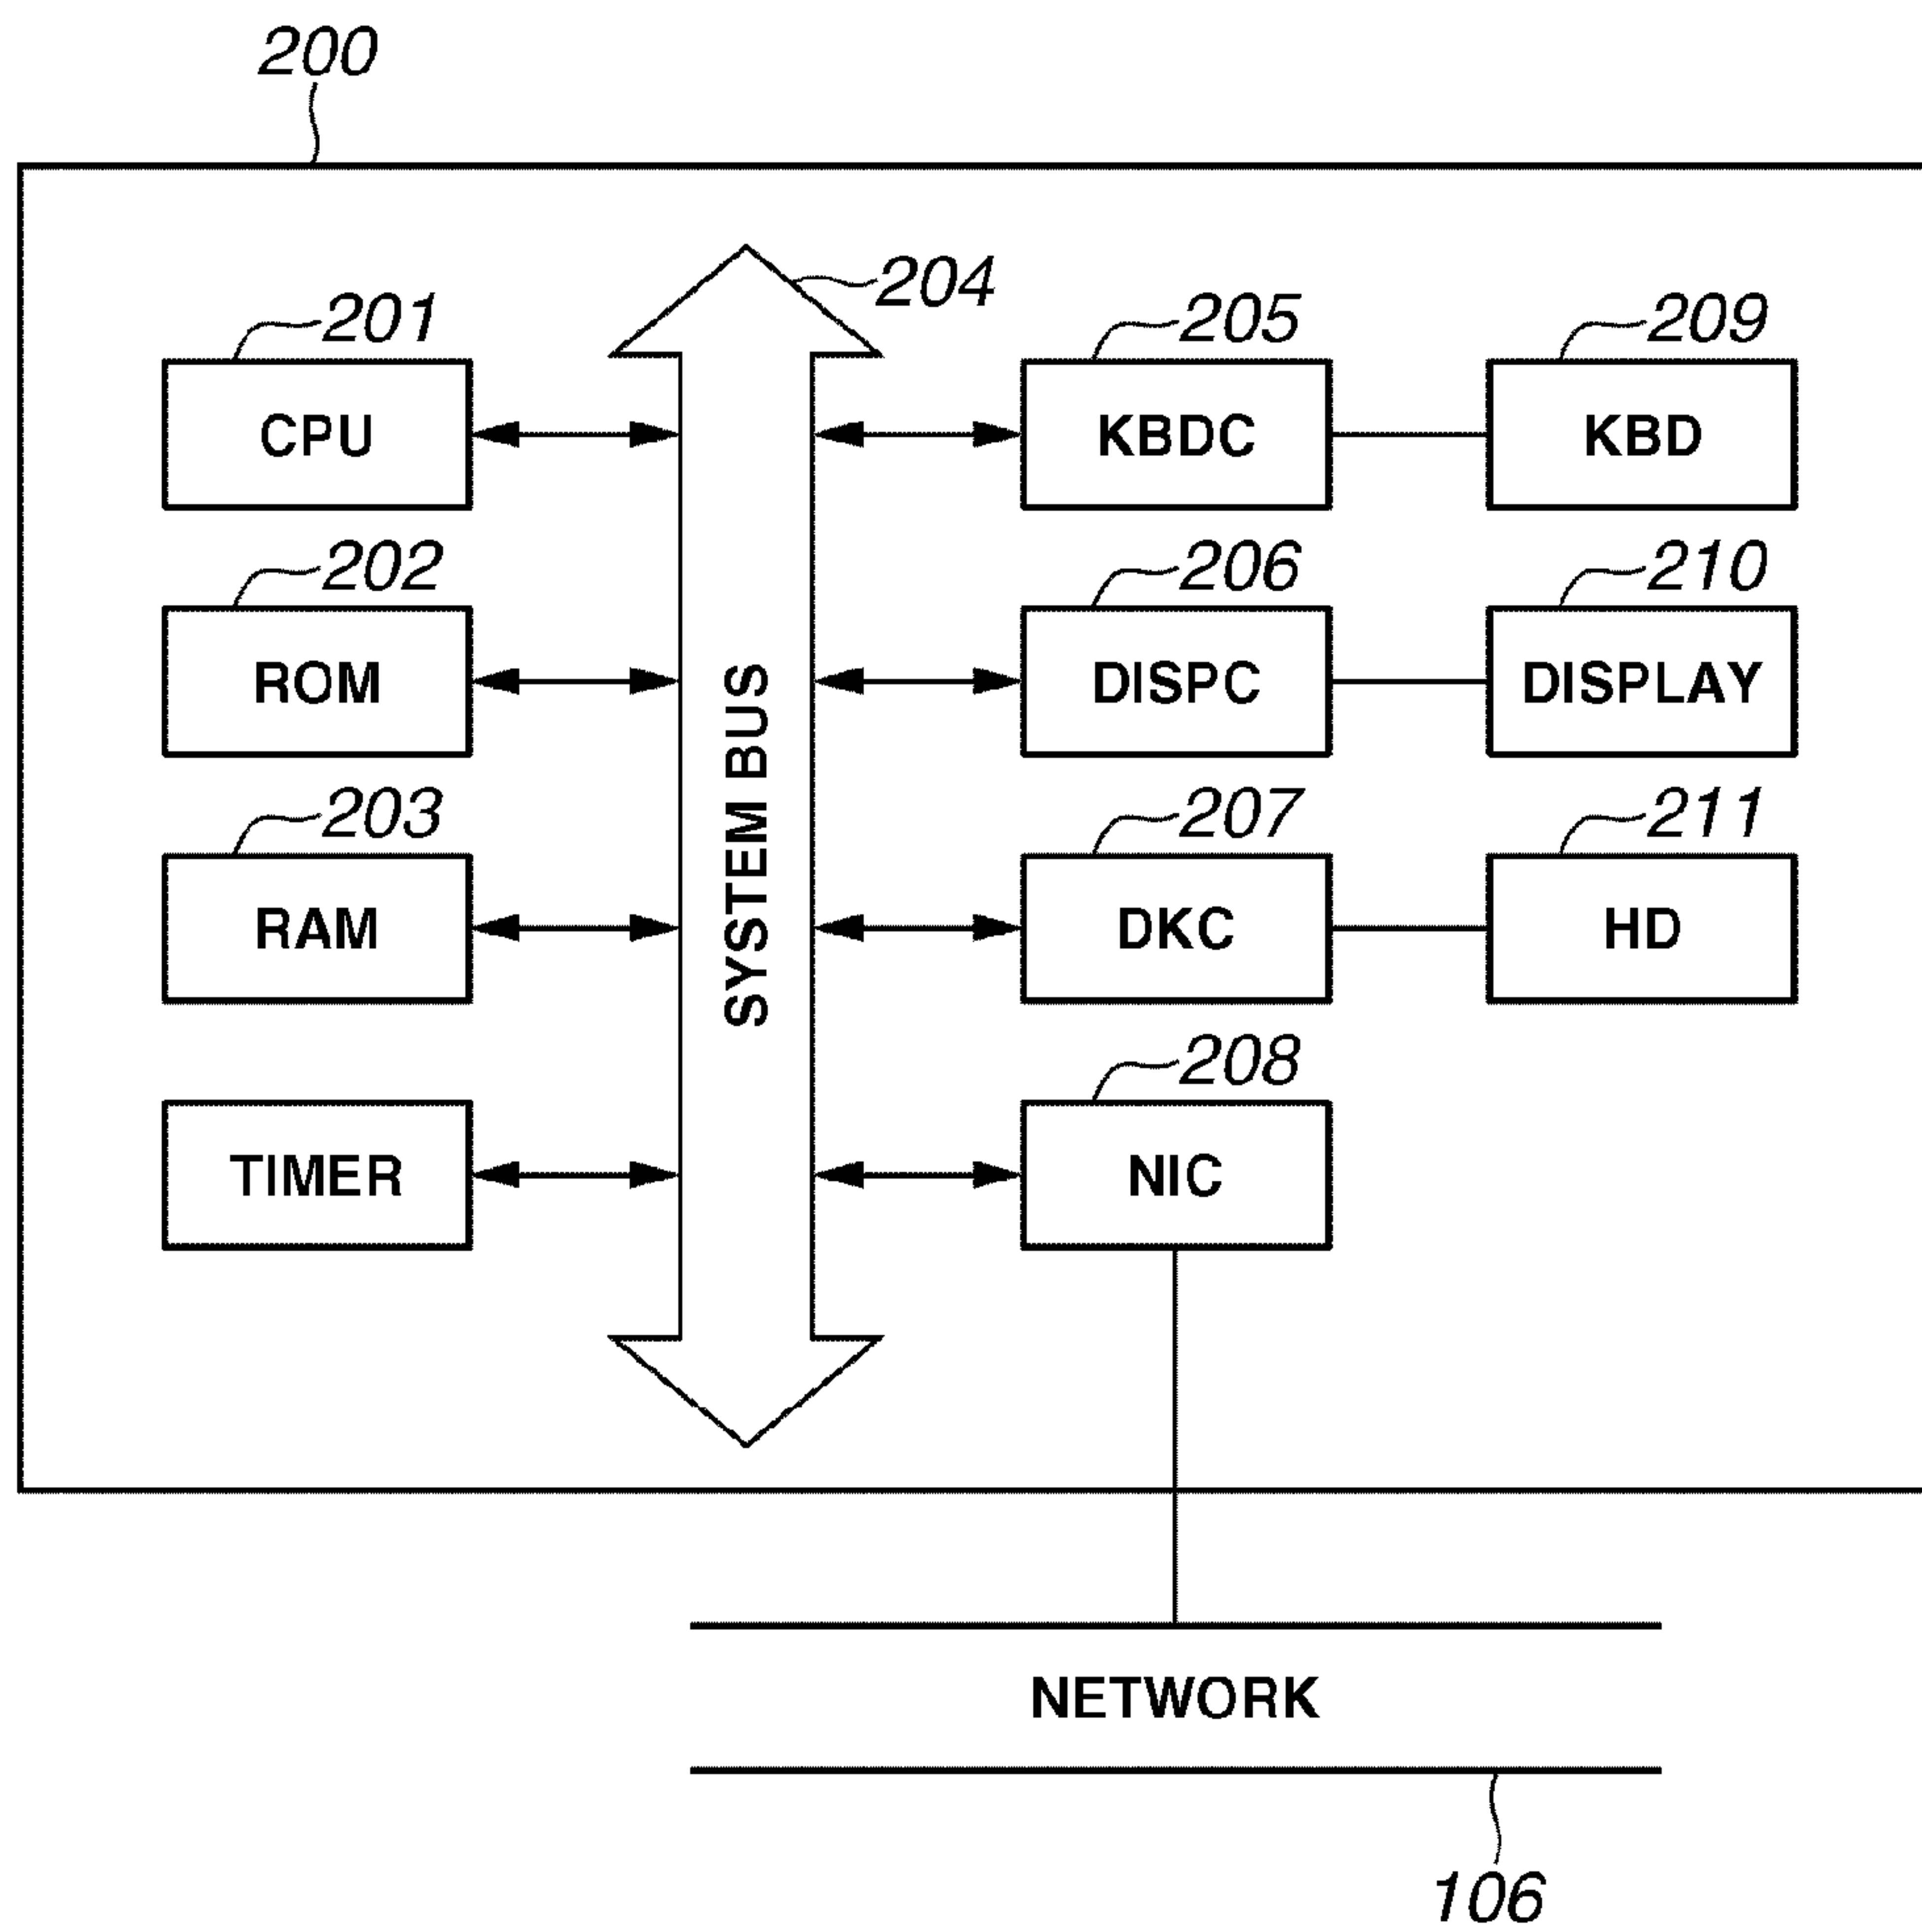 200
204
201
205
209
CPU
KBDC
KBD
202
206
210
ROM
DISPC
DISPLAY
SYSTEM BUS
203
207
211
RAM
DKC
HD
208
TIMER
NIC
NETWORK
106